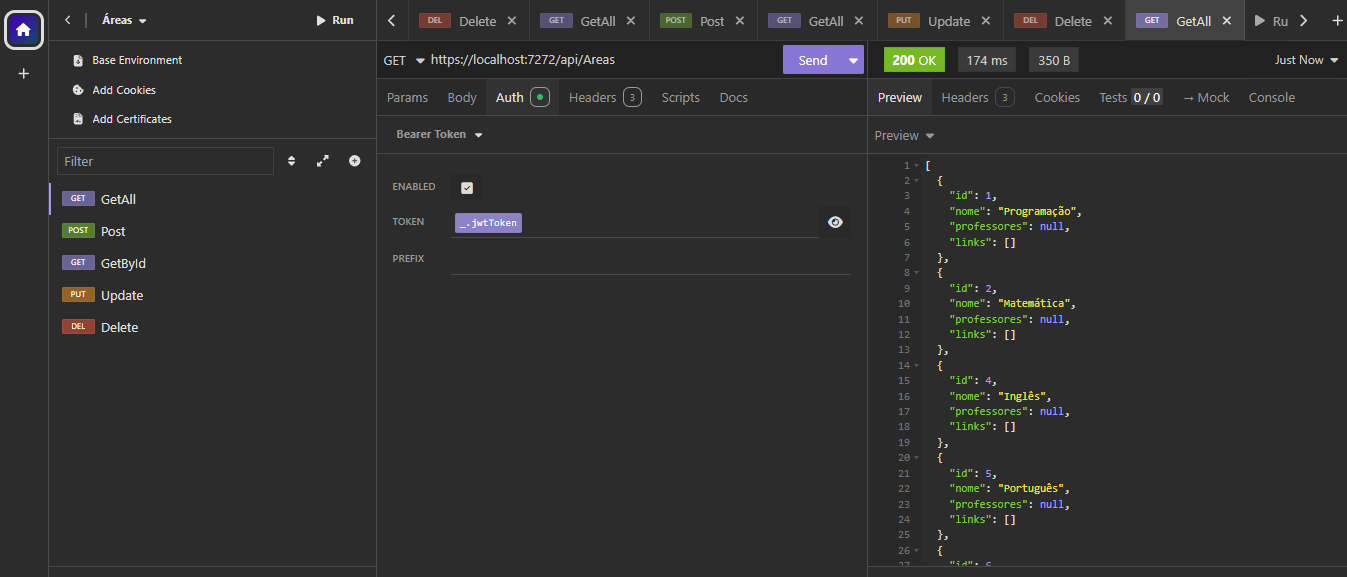 Áreas
Run
Base Environment
Add Cookies
Add Certificates
Filter
GET GetAll
POST Post
GET GetById
PUT Update
DEL Delete
DEL Delete
GET GetAll
POST Post
GET GetAll
PUT Update
DEL Delete
GET GetAll
Ru
GET https://localhost:7272/api/Areas
Send
Params Body Auth Headers 3 Scripts Docs
Bearer Token
ENABLED
TOKEN _.jwtToken
PREFIX
200 OK 174 ms 350 B Just Now
Preview Headers 3 Cookies Tests 0 / 0 → Mock Console
Preview
1 [
2 {
3 "id": 1,
4 "nome": "Programação",
5 "professores": null,
6 "links": []
7 },
8 {
9 "id": 2,
10 "nome": "Matemática",
11 "professores": null,
12 "links": []
13 },
14 {
15 "id": 4,
16 "nome": "Inglês",
17 "professores": null,
18 "links": []
19 },
20 {
21 "id": 5,
22 "nome": "Português",
23 "professores": null,
24 "links": []
25 },
26 {
27 "id": 6,